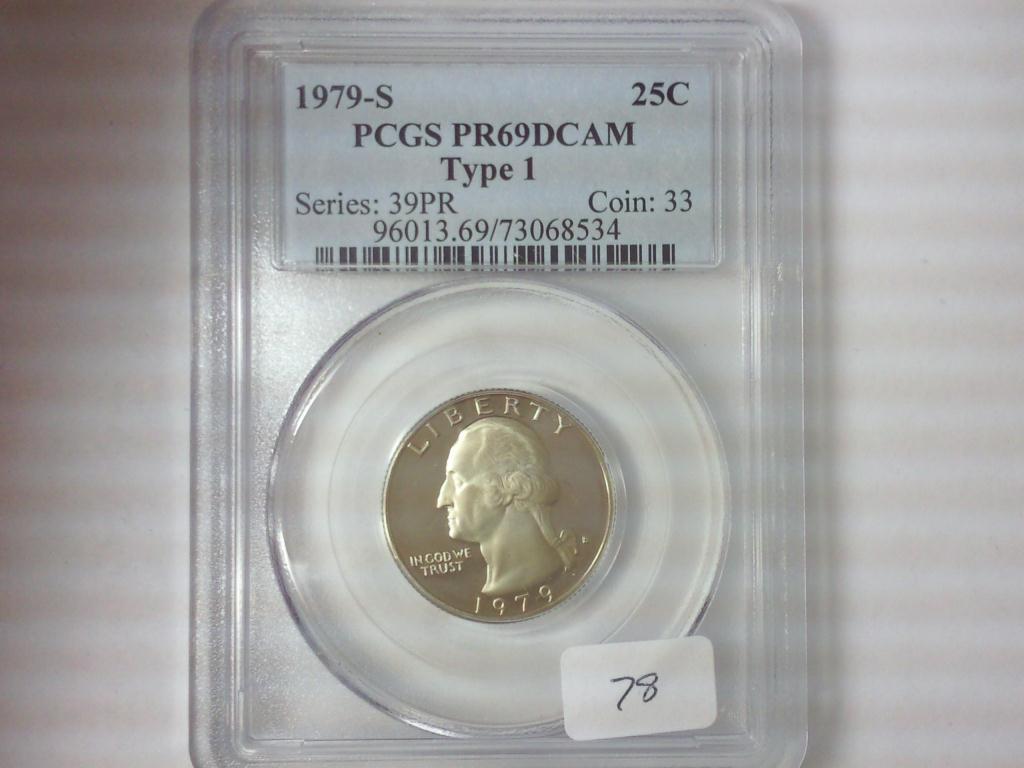 1979-S 25C
PCGS PR69DCAM
Type 1
Series: 39PR Coin: 33
96013.69/73068534
LIBERTY
IN GOD WE
TRUST
1979
78